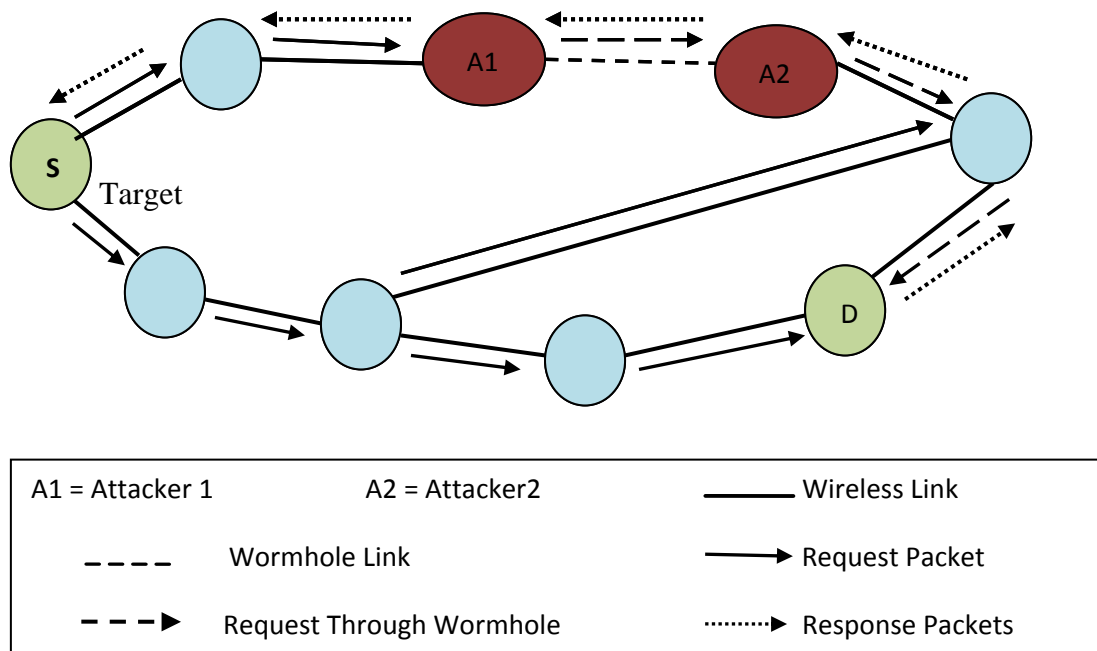 A1
A2
S
Target
D
A1 = Attacker 1
A2 = Attacker2
Wireless Link
Wormhole Link
Request Packet
Request Through Wormhole
Response Packets